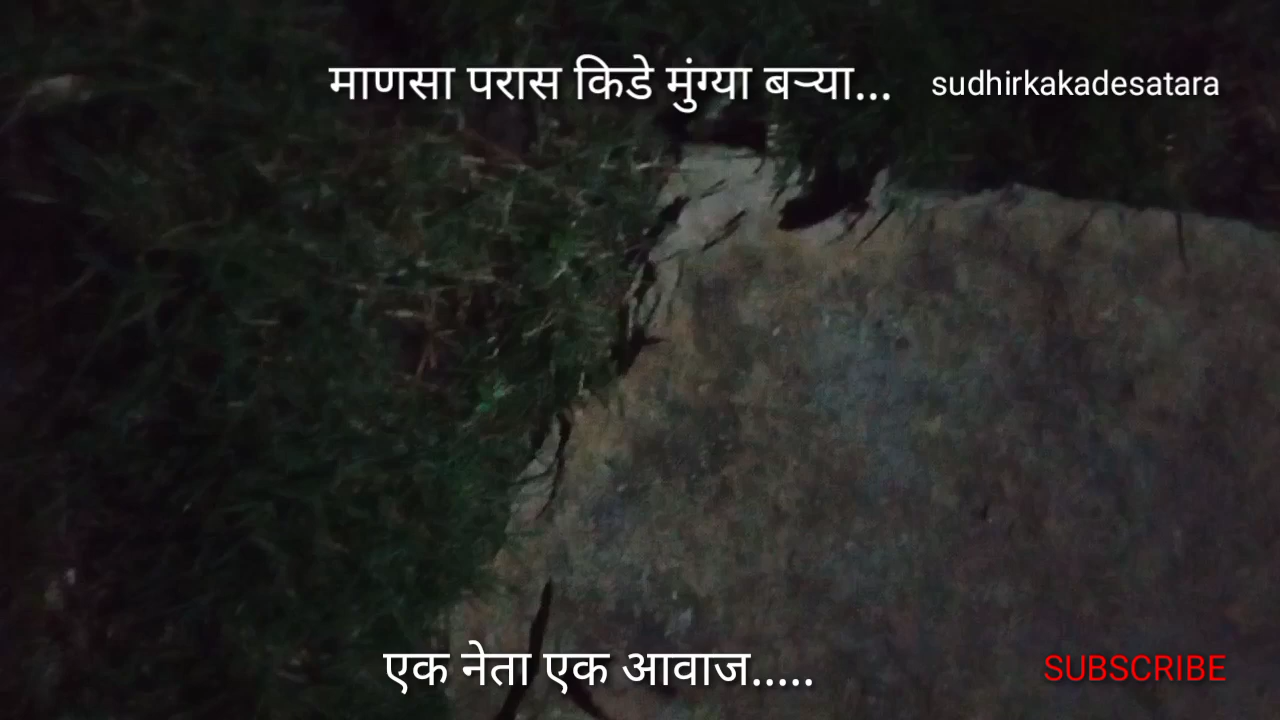 माणसा परास किडे मुंग्या बऱ्या... sudhirkakadesatara
एक नेता एक आवाज.....
SUBSCRIBE